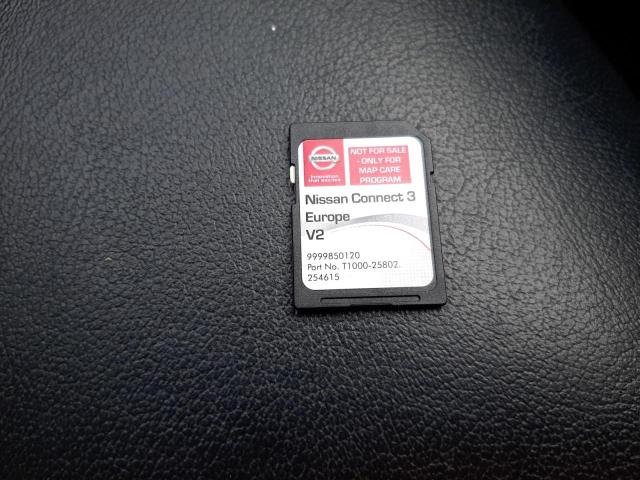 NISSAN
Innovation
that excites
NOT FOR SALE
- ONLY FOR
MAP CARE
PROGRAM
Nissan Connect 3
Europe
V2
9999850120
Part No. T1000-25802.
254615